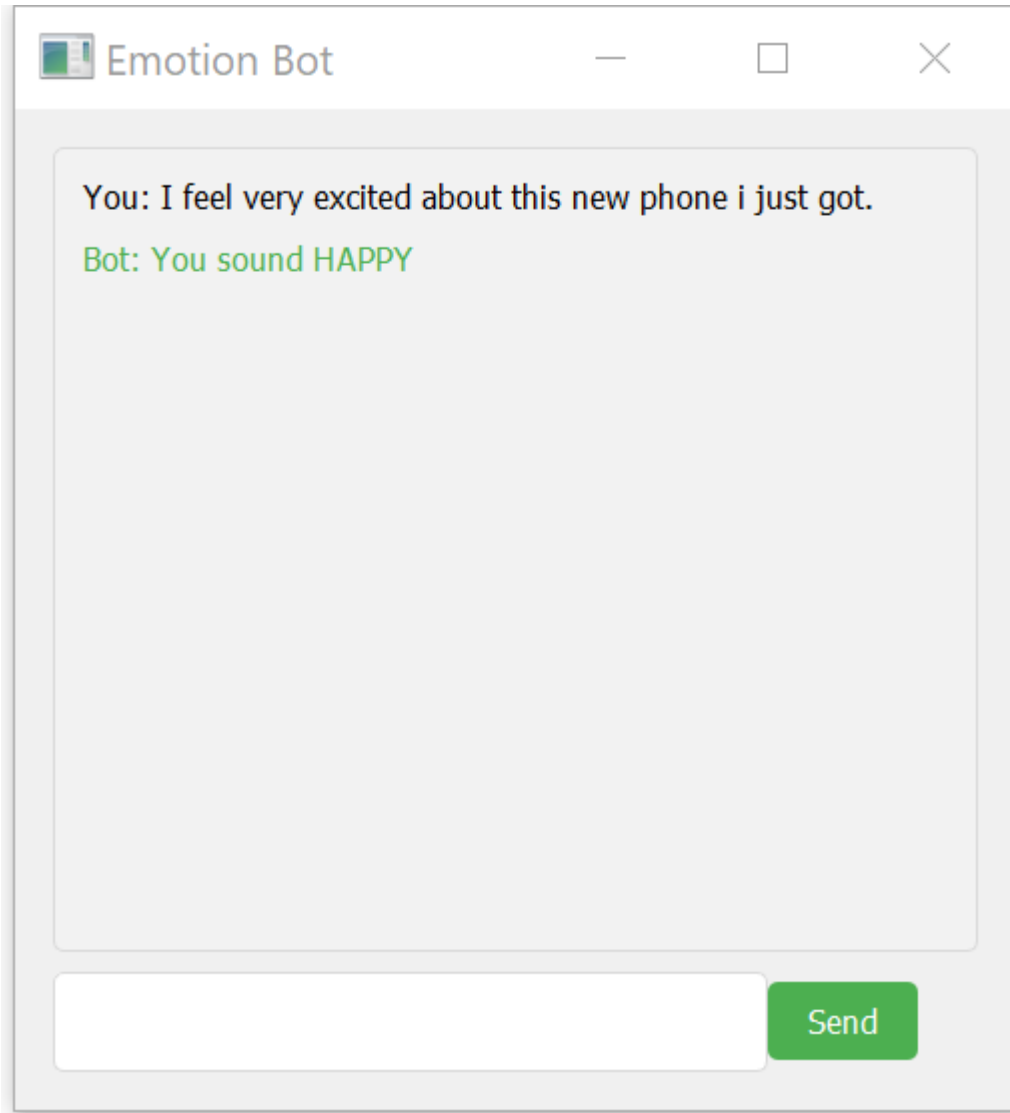 Emotion Bot
You: I feel very excited about this new phone i just got.
Bot: You sound HAPPY
Send